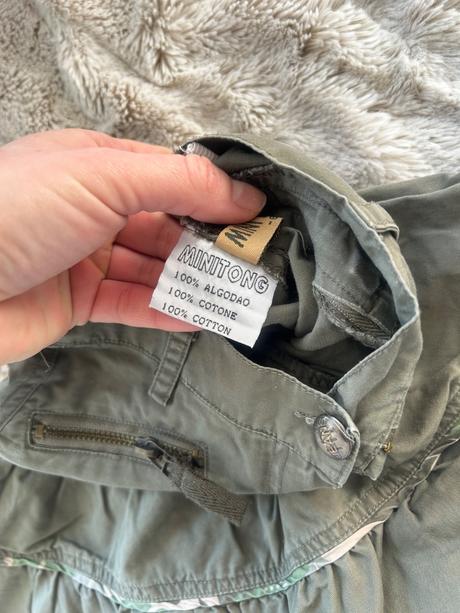 MINITONG
100% ALGODAO
100% COTONE
100% COTTON